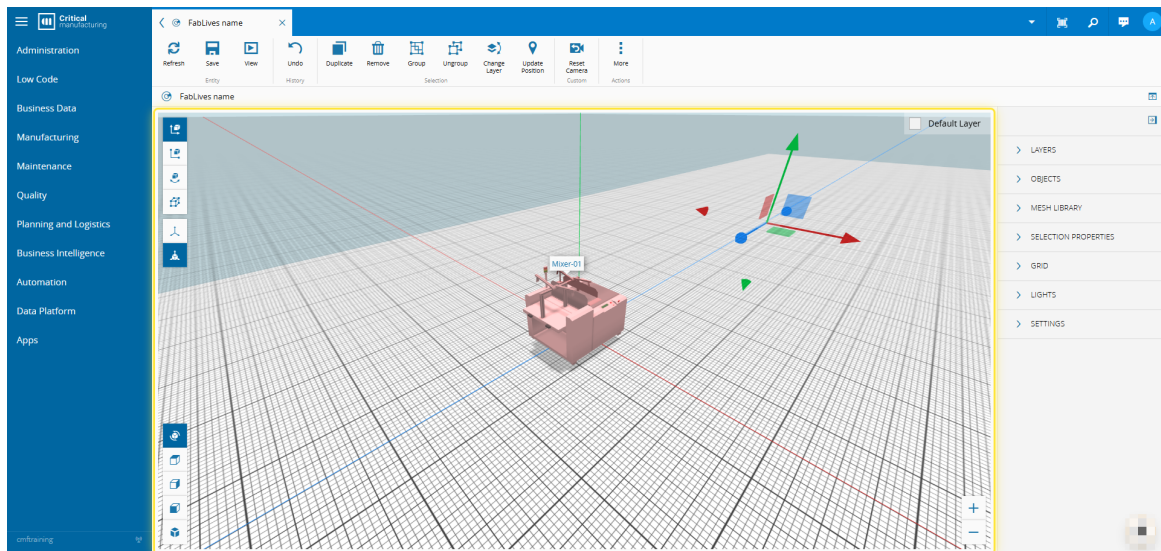 Critical
manufacturing
FabLives name
A
Administration
Low Code
Business Data
Manufacturing
Maintenance
Quality
Planning and Logistics
Business Intelligence
Automation
Data Platform
Apps
cmftraining
Refresh
Save
View
Undo
Duplicate
Remove
Group
Ungroup
Change
Layer
Update
Position
Reset
Camera
More
Entity
History
Selection
Custom
Actions
FabLives name
Default Layer
Mixer-01
LAYERS
OBJECTS
MESH LIBRARY
SELECTION PROPERTIES
GRID
LIGHTS
SETTINGS